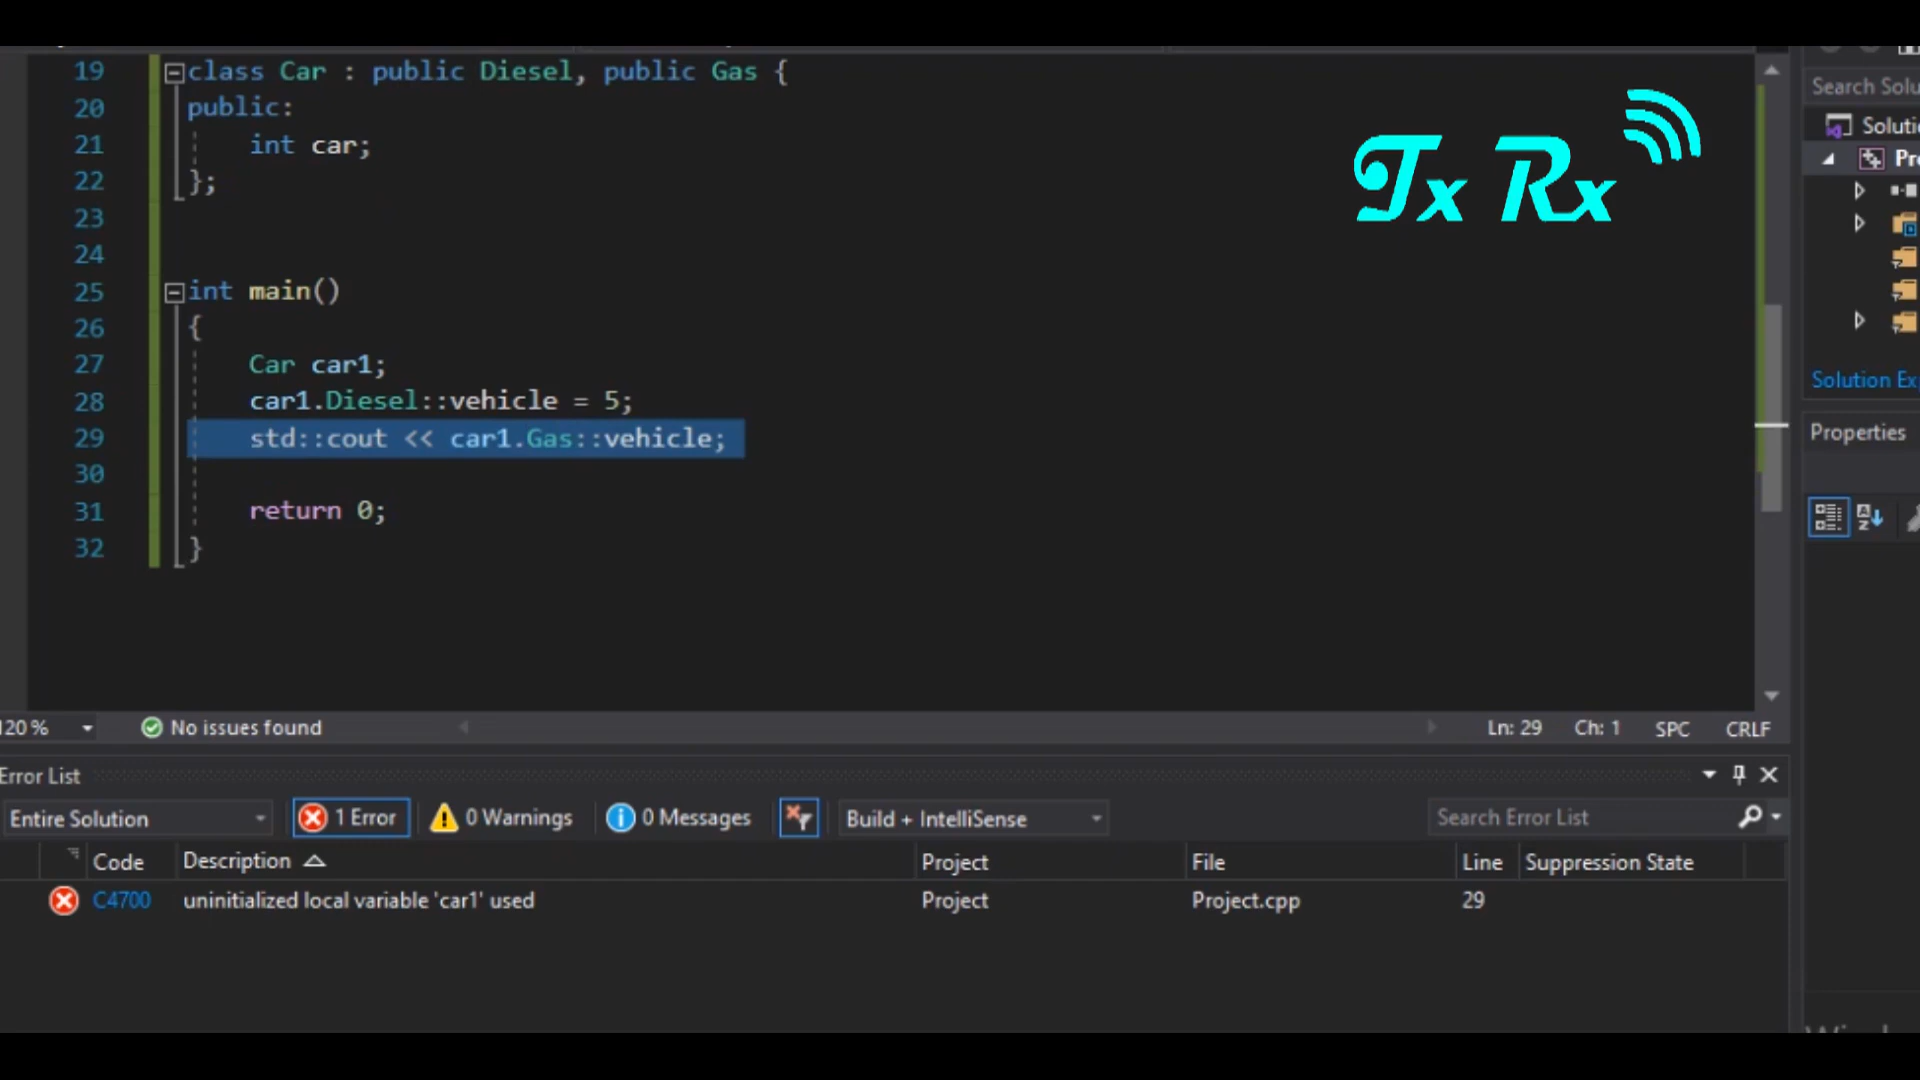 19 class Car : public Diesel, public Gas {
20 public:
21 int car;
22 };
23
24
25 int main()
26 {
27 Car car1;
28 car1.Diesel::vehicle = 5;
29 std::cout << car1.Gas::vehicle;
30
31 return 0;
32 }
Tx Rx
Search Solu
Solutio
Pro
Solution Ex
Properties
120 %
No issues found
Ln: 29 Ch: 1 SPC CRLF
Error List
Entire Solution 1 Error 0 Warnings 0 Messages Build + IntelliSense Search Error List
Code Description Project File Line Suppression State
C4700 uninitialized local variable 'car1' used Project Project.cpp 29